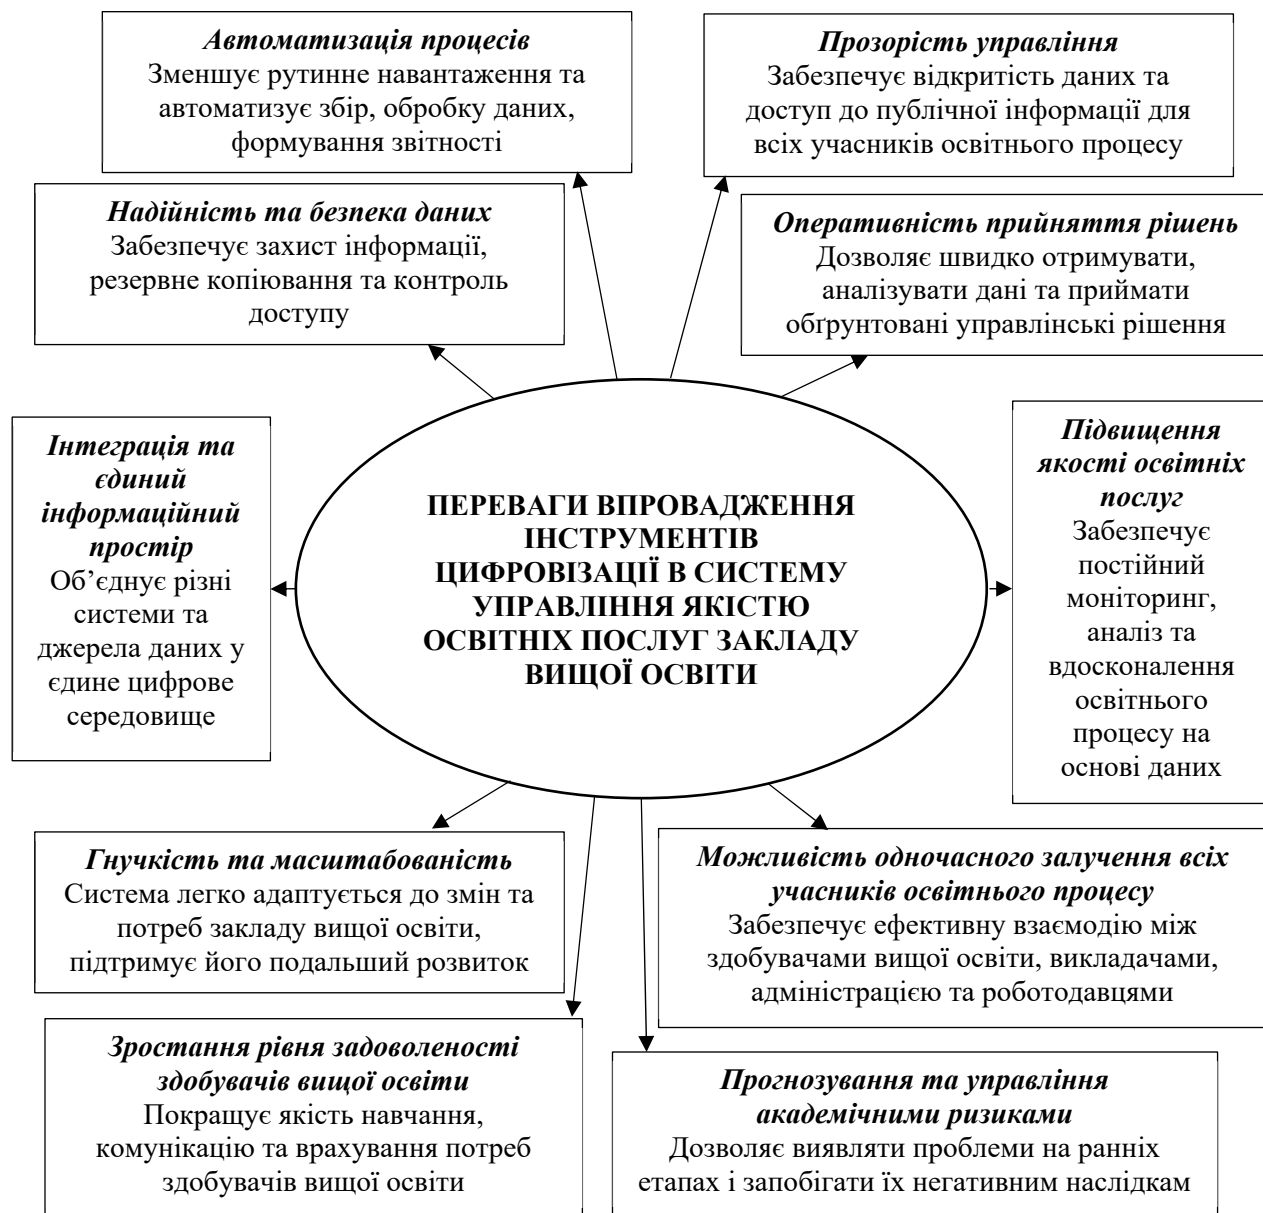 Автоматизація процесів
Зменшує рутинне навантаження та
автоматизує збір, обробку даних,
формування звітності
Прозорість управління
Забезпечує відкритість даних та
доступ до публічної інформації для
всіх учасників освітнього процесу
Надійність та безпека даних
Забезпечує захист інформації,
резервне копіювання та контроль
доступу
Оперативність прийняття рішень
Дозволяє швидко отримувати,
аналізувати дані та приймати
обґрунтовані управлінські рішення
Інтеграція та
єдиний
інформаційний
простір
Об’єднує різні
системи та
джерела даних у
єдине цифрове
середовище
ПЕРЕВАГИ ВПРОВАДЖЕННЯ
ІНСТРУМЕНТІВ
ЦИФРОВІЗАЦІЇ В СИСТЕМУ
УПРАВЛІННЯ ЯКІСТЮ
ОСВІТНІХ ПОСЛУГ ЗАКЛАДУ
ВИЩОЇ ОСВІТИ
Підвищення
якості освітніх
послуг
Забезпечує
постійний
моніторинг,
аналіз та
вдосконалення
освітнього
процесу на
основі даних
Гнучкість та масштабованість
Система легко адаптується до змін та
потреб закладу вищої освіти,
підтримує його подальший розвиток
Можливість одночасного залучення всіх
учасників освітнього процесу
Забезпечує ефективну взаємодію між
здобувачами вищої освіти, викладачами,
адміністрацією та роботодавцями
Зростання рівня задоволеності
здобувачів вищої освіти
Покращує якість навчання,
комунікацію та врахування потреб
здобувачів вищої освіти
Прогнозування та управління
академічними ризиками
Дозволяє виявляти проблеми на ранніх
етапах і запобігати їх негативним наслідкам